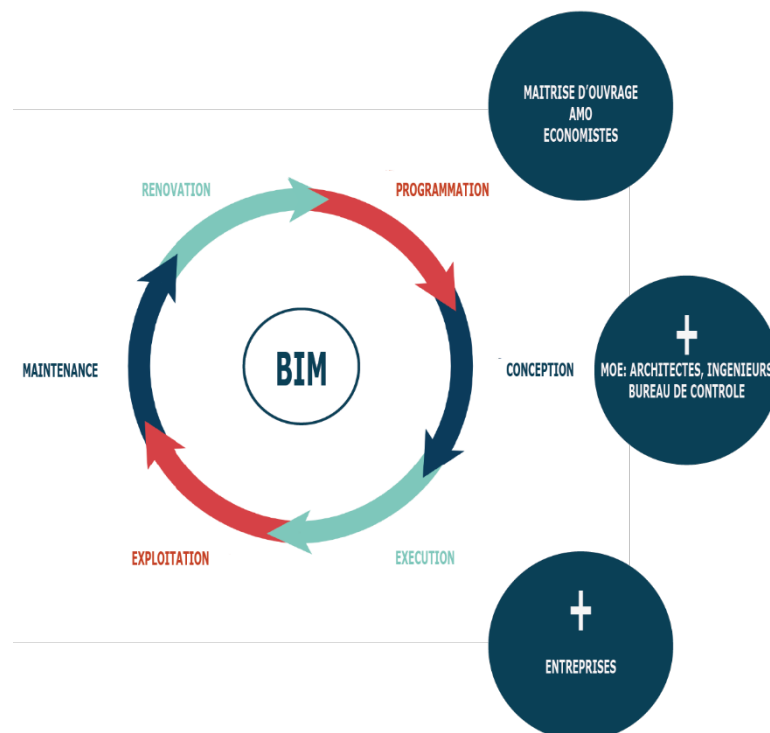 MAITRISE D'OUVRAGE
AMO
ECONOMISTES
RENOVATION
PROGRAMMATION
BIM
MAINTENANCE
CONCEPTION
+
MOE: ARCHITECTES, INGENIEURS
BUREAU DE CONTROLE
EXPLOITATION
EXECUTION
+
ENTREPRISES